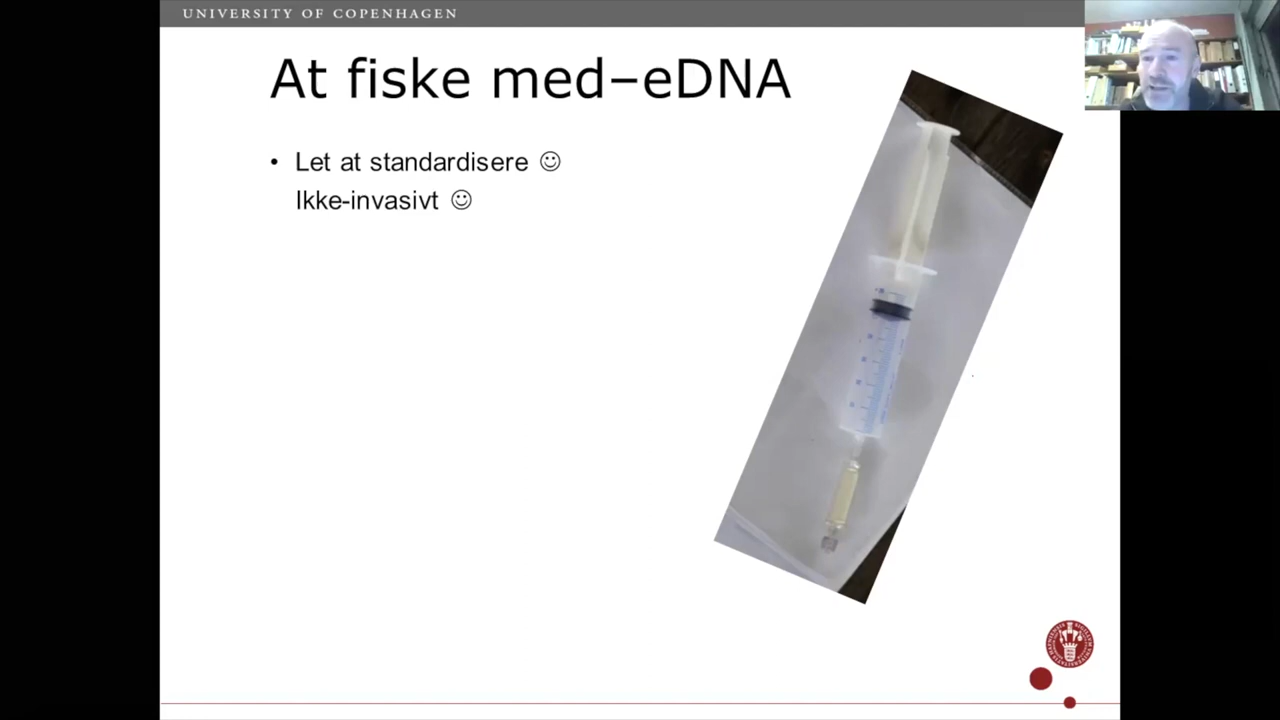 UNIVERSITY OF COPENHAGEN
At fiske med–eDNA
• Let at standardisere ☺
Ikke-invasivt ☺